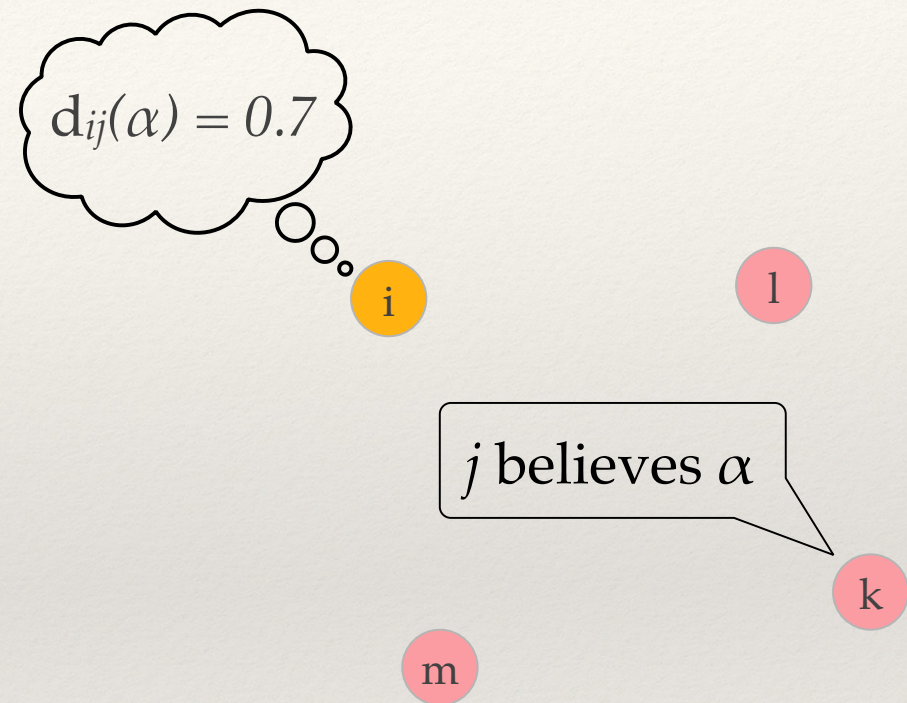 dij(α) = 0.7
i
l
j believes α
k
m